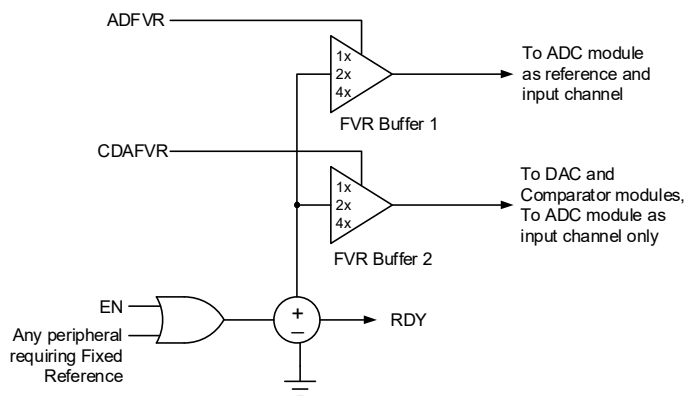 ADFVR
1x
2x
4x
To ADC module
as reference and
input channel
FVR Buffer 1
CDAFVR
1x
2x
4x
To DAC and
Comparator modules,
To ADC module as
input channel only
FVR Buffer 2
EN
Any peripheral
requiring Fixed
Reference
+
−
RDY